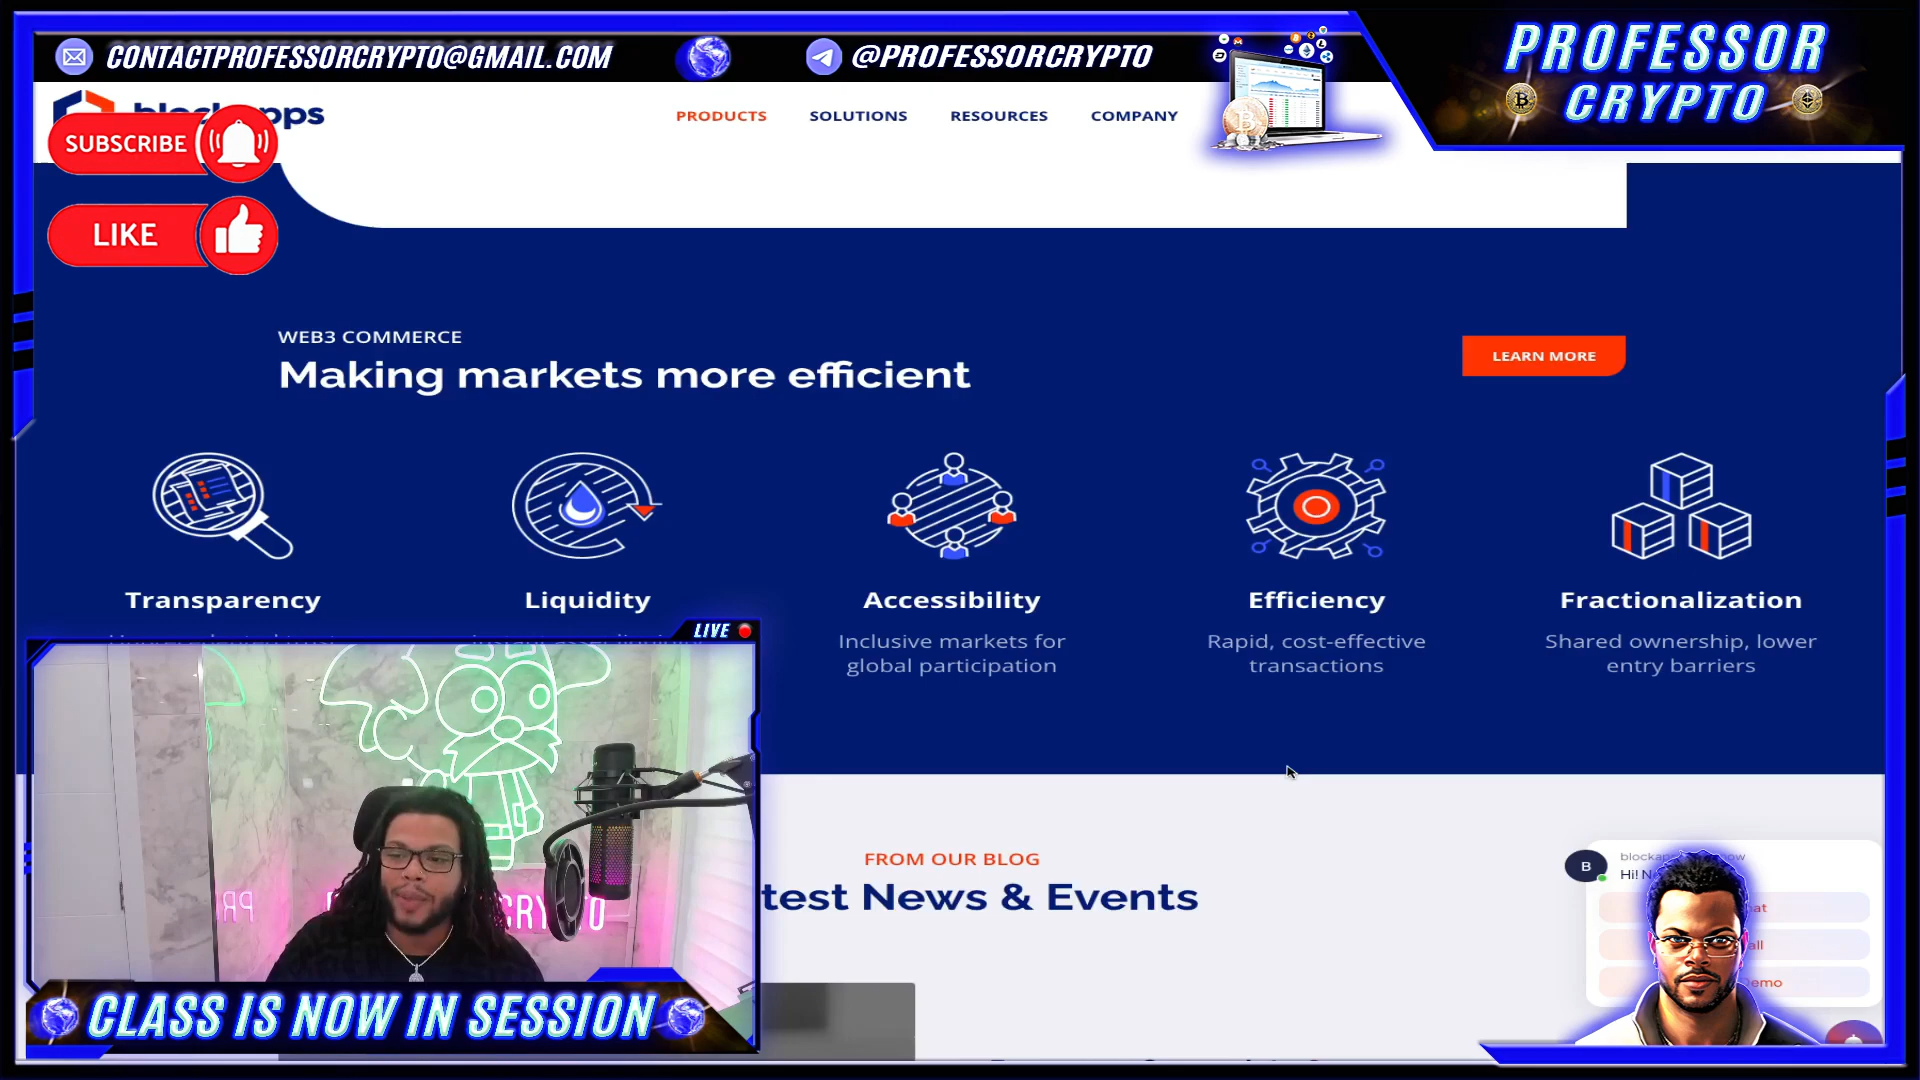 CONTACTPROFESSORCRYPTO@GMAIL.COM
@PROFESSORCRYPTO
PROFESSOR
CRYPTO
blockapps
PRODUCTS
SOLUTIONS
RESOURCES
COMPANY
SUBSCRIBE
LIKE
WEB3 COMMERCE
Making markets more efficient
LEARN MORE
Transparency
Liquidity
Accessibility
Inclusive markets for
global participation
Efficiency
Rapid, cost-effective
transactions
Fractionalization
Shared ownership, lower
entry barriers
LIVE
FROM OUR BLOG
test News & Events
B
Hi!
CLASS IS NOW IN SESSION